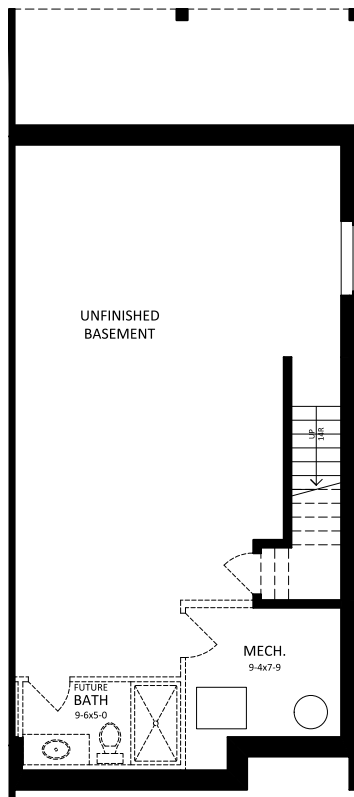 UNFINISHED
BASEMENT
UP
14R
MECH.
9-4x7-9
FUTURE
BATH
9-6x5-0